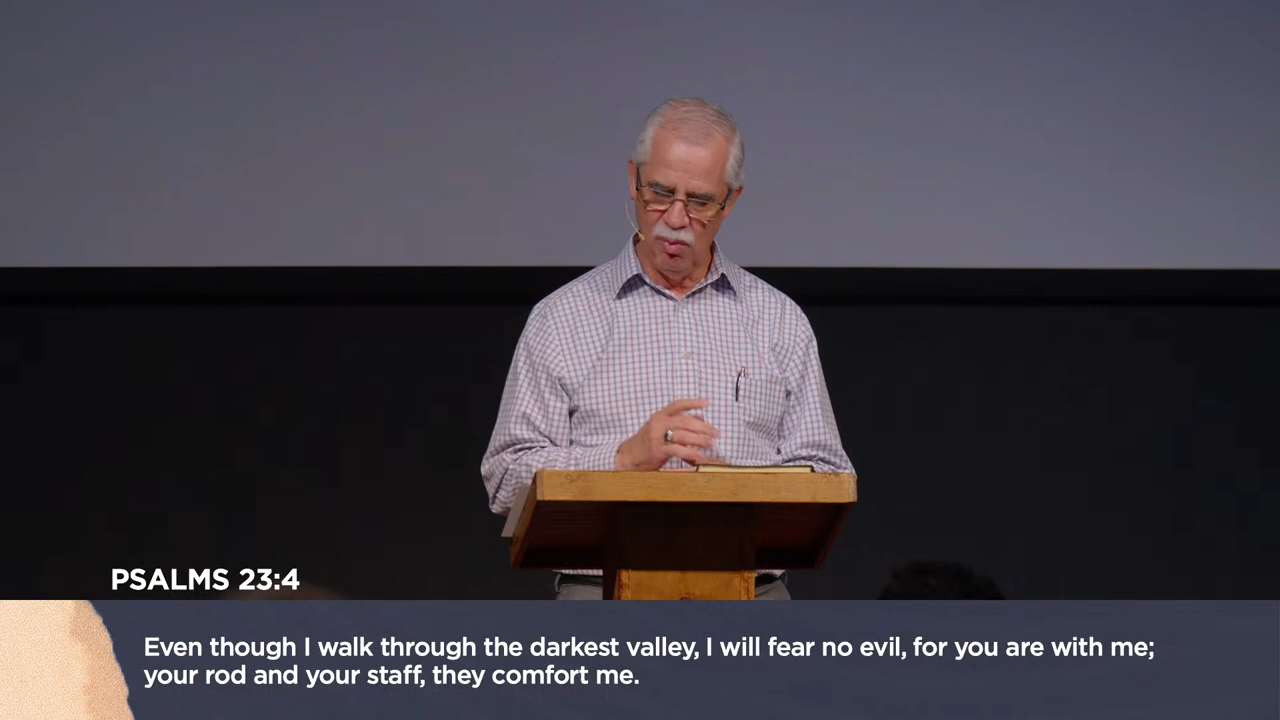 PSALMS 23:4
Even though I walk through the darkest valley, I will fear no evil, for you are with me;
your rod and your staff, they comfort me.